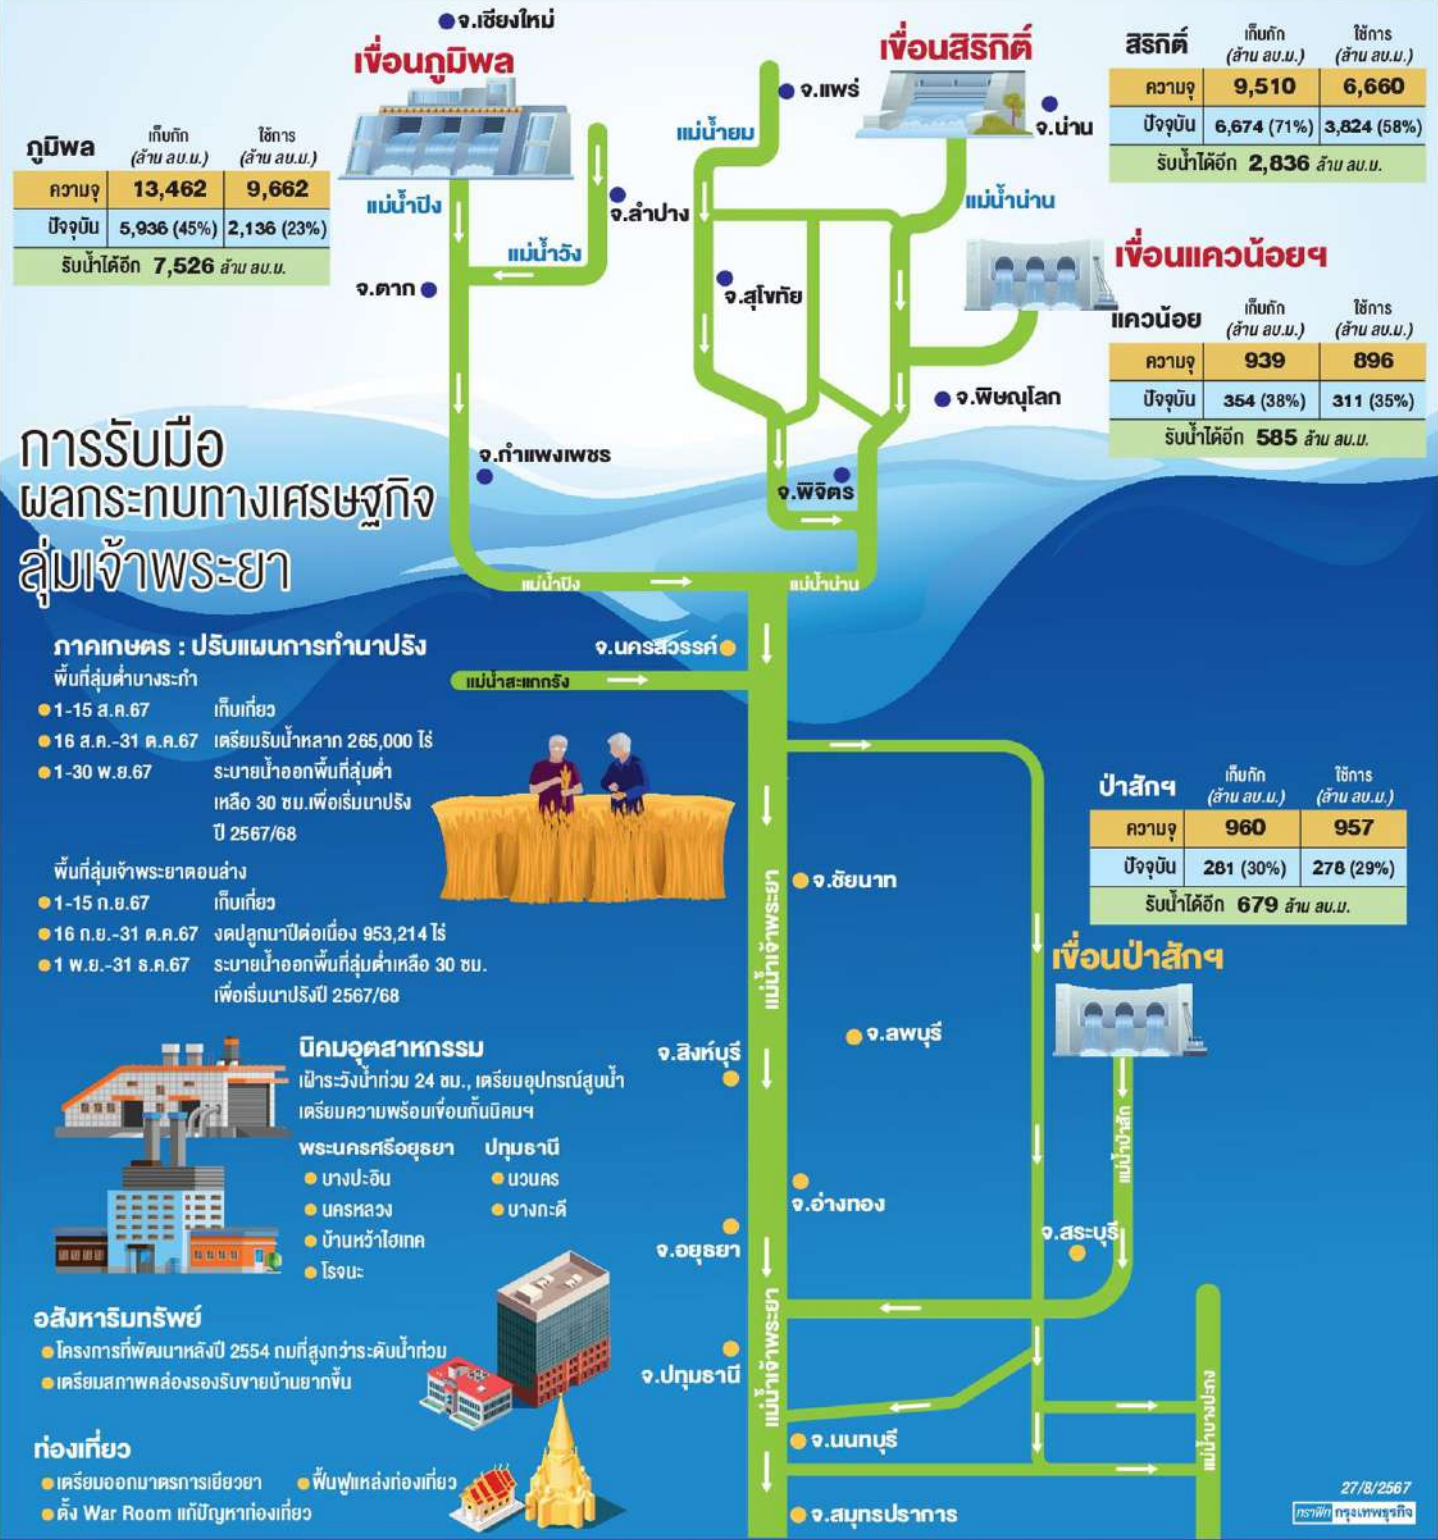 จ.เชียงใหม่
เขื่อนภูมิพล
เขื่อนสิริกิติ์
สิริกิติ์ เก็บกัก ใช้การ
(ล้าน ลบ.ม.) (ล้าน ลบ.ม.)
ความจุ 9,510 6,660
ปัจจุบัน 6,674 (71%) 3,824 (58%)
รับน้ำได้อีก 2,836 ล้าน ลบ.ม.
จ.แพร่
จ.น่าน
แม่น้ำยม
ภูมิพล เก็บกัก ใช้การ
(ล้าน ลบ.ม.) (ล้าน ลบ.ม.)
ความจุ 13,462 9,662
ปัจจุบัน 5,936 (45%) 2,136 (23%)
รับน้ำได้อีก 7,526 ล้าน ลบ.ม.
แม่น้ำปิง
จ.ลำปาง
แม่น้ำน่าน
แม่น้ำวัง
จ.ตาก
จ.สุโขทัย
เขื่อนแควน้อยฯ
แควน้อย เก็บกัก ใช้การ
(ล้าน ลบ.ม.) (ล้าน ลบ.ม.)
ความจุ 939 896
ปัจจุบัน 354 (38%) 311 (35%)
รับน้ำได้อีก 585 ล้าน ลบ.ม.
จ.พิษณุโลก
จ.กำแพงเพชร
จ.พิจิตร
การรับมือ
ผลกระทบทางเศรษฐกิจ
ลุ่มเจ้าพระยา
แม่น้ำปิง
แม่น้ำน่าน
จ.นครสวรรค์
แม่น้ำสะแกกรัง
ภาคเกษตร : ปรับแผนการทำนาปรัง
พื้นที่ลุ่มต่ำบางระกำ
1-15 ส.ค.67 เก็บเกี่ยว
16 ส.ค.-31 ต.ค.67 เตรียมรับน้ำหลาก 265,000 ไร่
1-30 พ.ย.67 ระบายน้ำออกพื้นที่ลุ่มต่ำ
เหลือ 30 ซม.เพื่อเริ่มนาปรัง
ปี 2567/68
พื้นที่ลุ่มเจ้าพระยาตอนล่าง
1-15 ก.ย.67 เก็บเกี่ยว
16 ก.ย.-31 ต.ค.67 งดปลูกนาปีต่อเนื่อง 953,214 ไร่
1 พ.ย.-31 ธ.ค.67 ระบายน้ำออกพื้นที่ลุ่มต่ำเหลือ 30 ซม.
เพื่อเริ่มนาปรังปี 2567/68
ป่าสักฯ เก็บกัก ใช้การ
(ล้าน ลบ.ม.) (ล้าน ลบ.ม.)
ความจุ 960 957
ปัจจุบัน 281 (30%) 278 (29%)
รับน้ำได้อีก 679 ล้าน ลบ.ม.
เขื่อนป่าสักฯ
จ.ชัยนาท
แม่น้ำเจ้าพระยา
จ.ลพบุรี
จ.สิงห์บุรี
แม่น้ำป่าสัก
จ.อ่างทอง
จ.สระบุรี
จ.อยุธยา
นิคมอุตสาหกรรม
เฝ้าระวังน้ำท่วม 24 ชม., เตรียมอุปกรณ์สูบน้ำ
เตรียมความพร้อมเขื่อนกั้นนิคมฯ
พระนครศรีอยุธยา ปทุมธานี
บางปะอิน นวนคร
นครหลวง บางกะดี
บ้านหว้าไฮเทค
โรจนะ
อสังหาริมทรัพย์
โครงการที่พัฒนาหลังปี 2554 ถมที่สูงกว่าระดับน้ำท่วม
เตรียมสภาพคล่องรองรับขายบ้านยากขึ้น
จ.ปทุมธานี
แม่น้ำเจ้าพระยา
แม่น้ำบางปะกง
จ.นนทบุรี
ท่องเที่ยว
เตรียมออกมาตรการเยียวยา ฟื้นฟูแหล่งท่องเที่ยว
ตั้ง War Room แก้ปัญหาท่องเที่ยว
จ.สมุทรปราการ
27/8/2567
กราฟิก กรุงเทพธุรกิจ